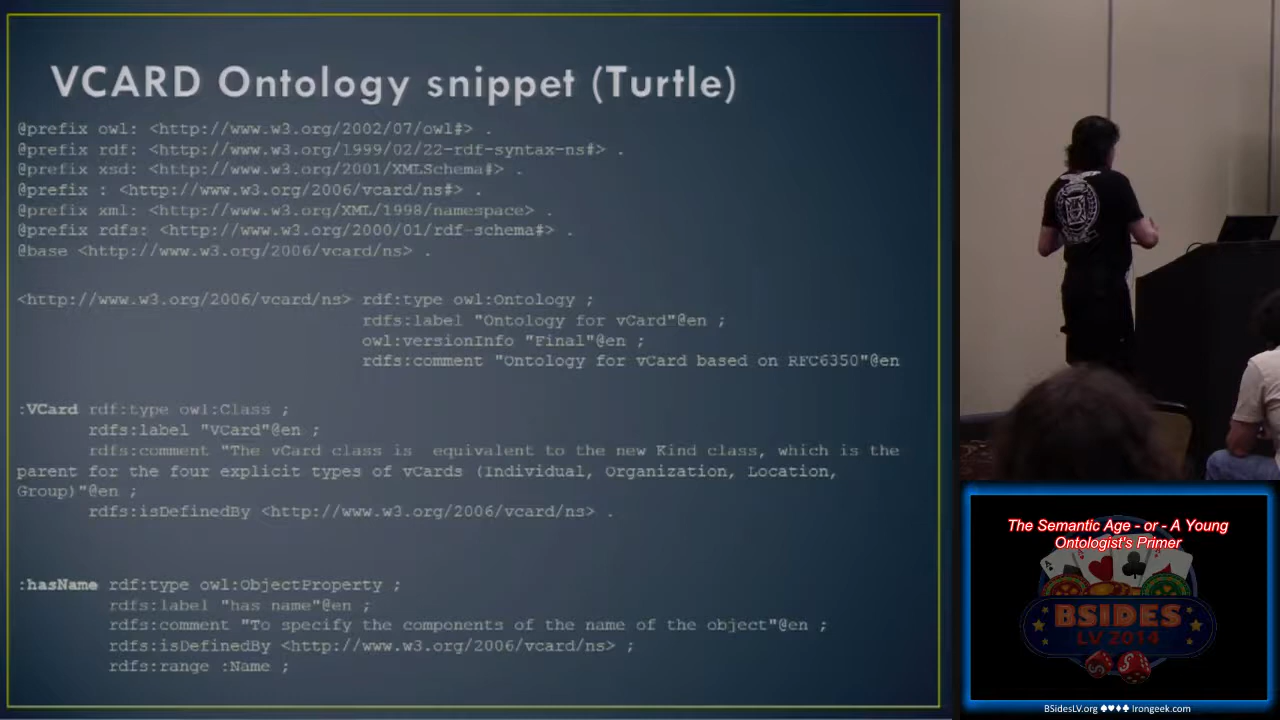 VCARD Ontology snippet (Turtle)
@prefix owl: <http://www.w3.org/2002/07/owl#> .
@prefix rdf: <http://www.w3.org/1999/02/22-rdf-syntax-ns#> .
@prefix xsd: <http://www.w3.org/2001/XMLSchema#> .
@prefix : <http://www.w3.org/2006/vcard/ns#> .
@prefix xml: <http://www.w3.org/XML/1998/namespace> .
@prefix rdfs: <http://www.w3.org/2000/01/rdf-schema#> .
@base <http://www.w3.org/2006/vcard/ns> .
<http://www.w3.org/2006/vcard/ns> rdf:type owl:Ontology ;
rdfs:label "Ontology for vCard"@en ;
owl:versionInfo "Final"@en ;
rdfs:comment "Ontology for vCard based on RFC6350"@en
:VCard rdf:type owl:Class ;
rdfs:label "VCard"@en ;
rdfs:comment "The vCard class is  equivalent to the new Kind class, which is the
parent for the four explicit types of vCards (Individual, Organization, Location,
Group)"@en ;
rdfs:isDefinedBy <http://www.w3.org/2006/vcard/ns> .
:hasName rdf:type owl:ObjectProperty ;
rdfs:label "has name"@en ;
rdfs:comment "To specify the components of the name of the object"@en ;
rdfs:isDefinedBy <http://www.w3.org/2006/vcard/ns> ;
rdfs:range :Name ;
The Semantic Age - or - A Young
Ontologist's Primer
BSIDES
LV 2014
BSidesLV.org ♠♥♦♣ Irongeek.com